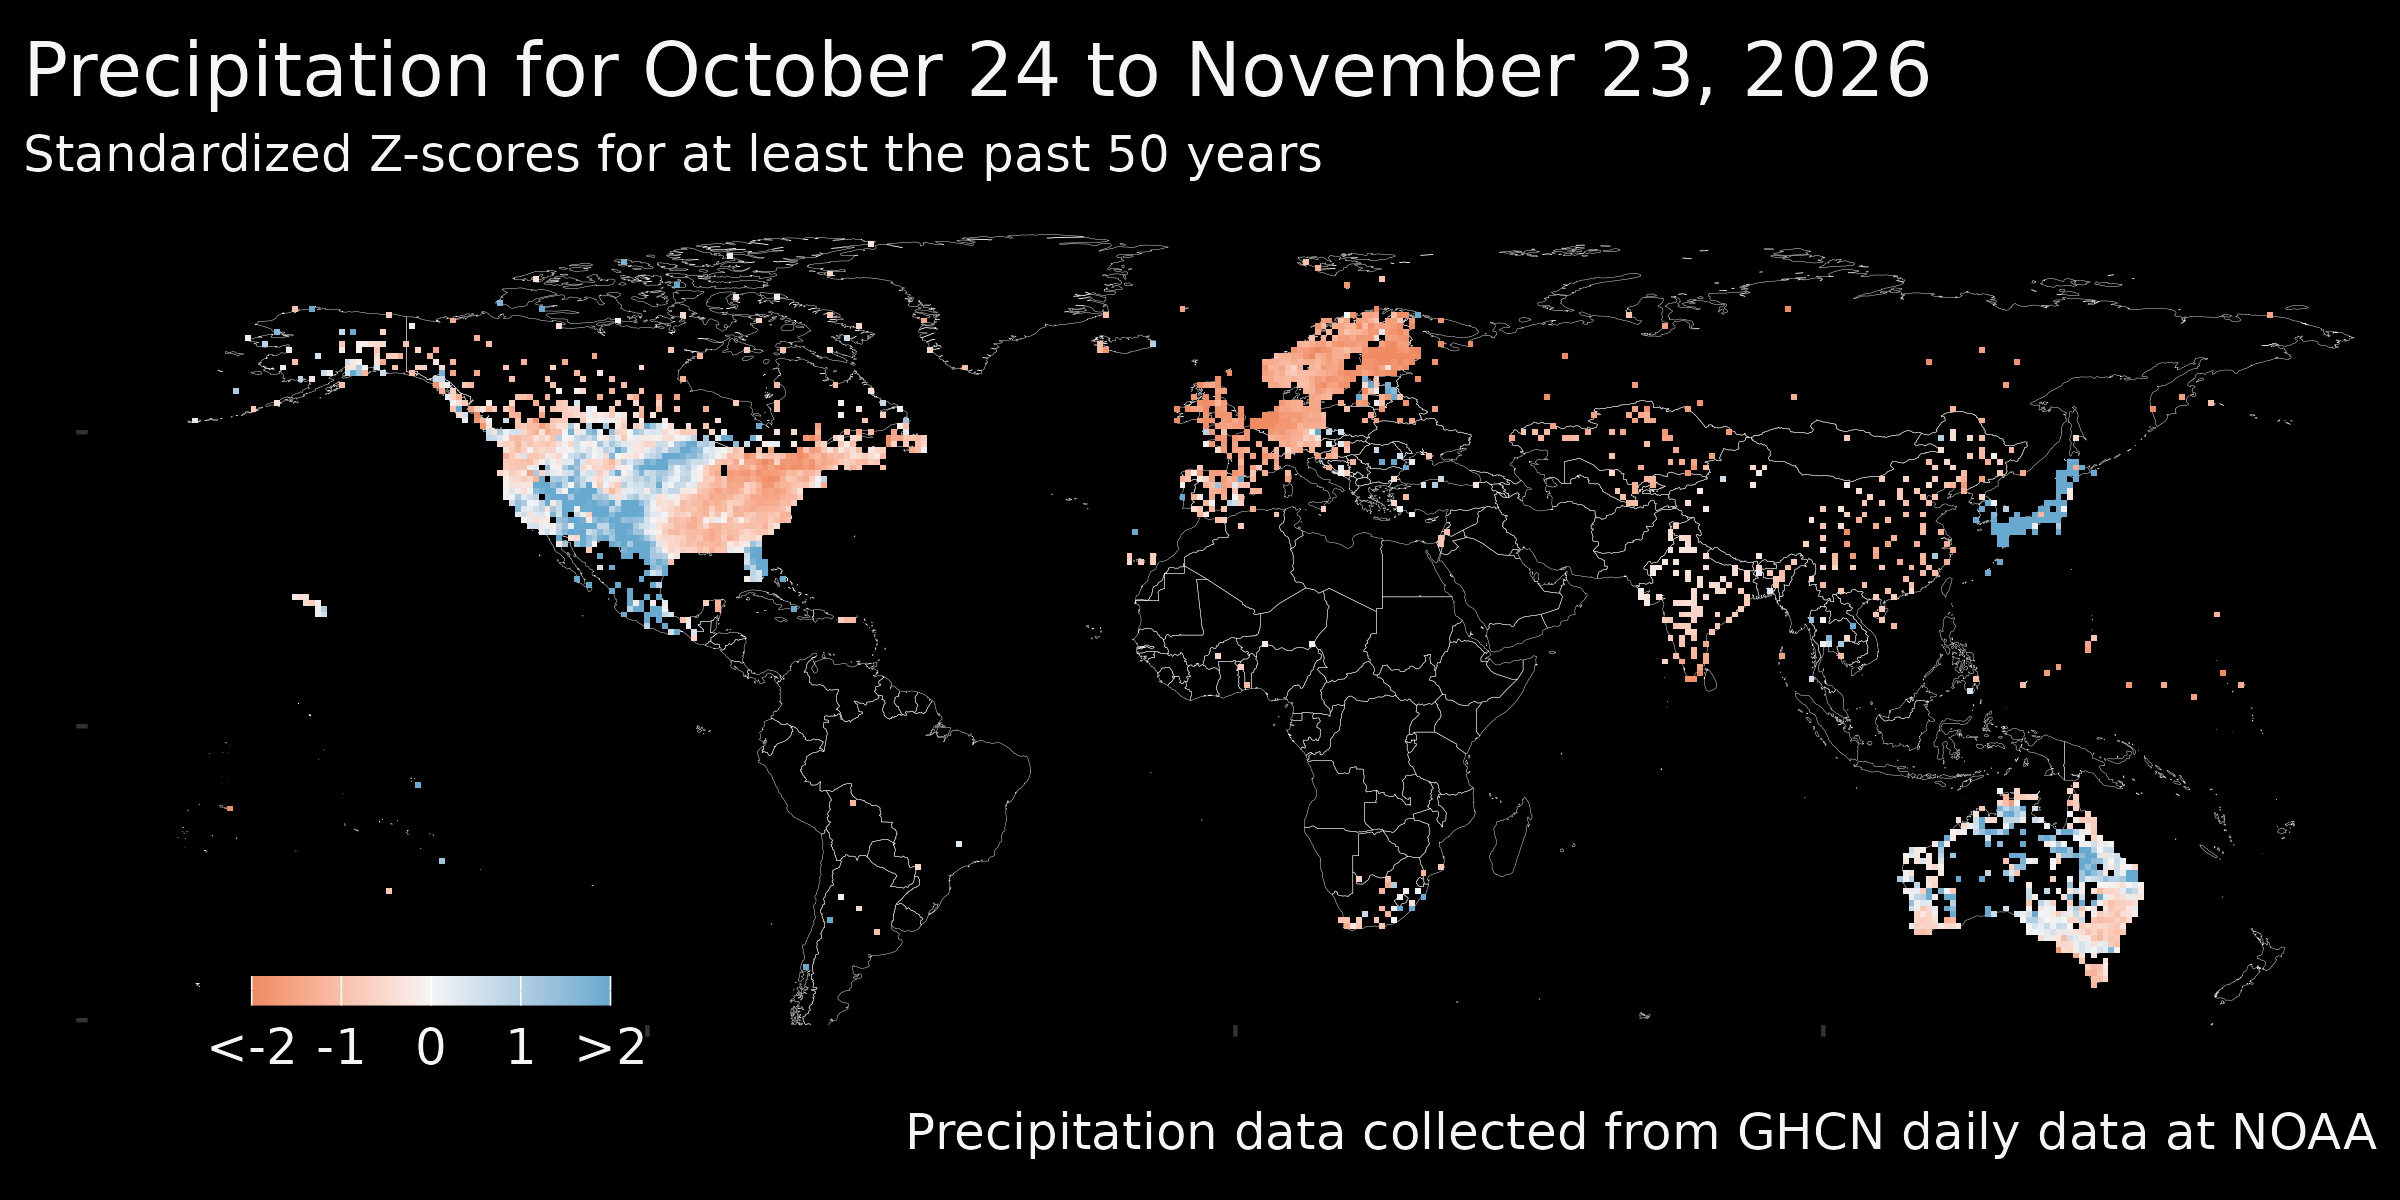 Precipitation for October 24 to November 23, 2026
Standardized Z-scores for at least the past 50 years
<-2 -1 0 1 >2
Precipitation data collected from GHCN daily data at NOAA